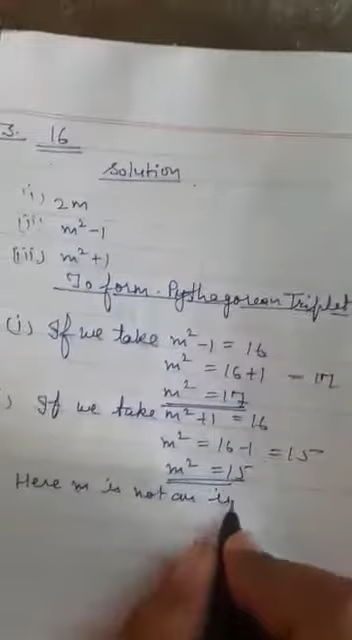 3. 16
Solution
(i) 2m
(ii) m²-1
(iii) m²+1
To form Pythagorean Triplet
(i) If we take m²-1 = 16
m² = 16+1 = 17
m² = 17
) If we take m²+1 = 16
m² = 16-1 = 15
m² = 15
Here m is not an